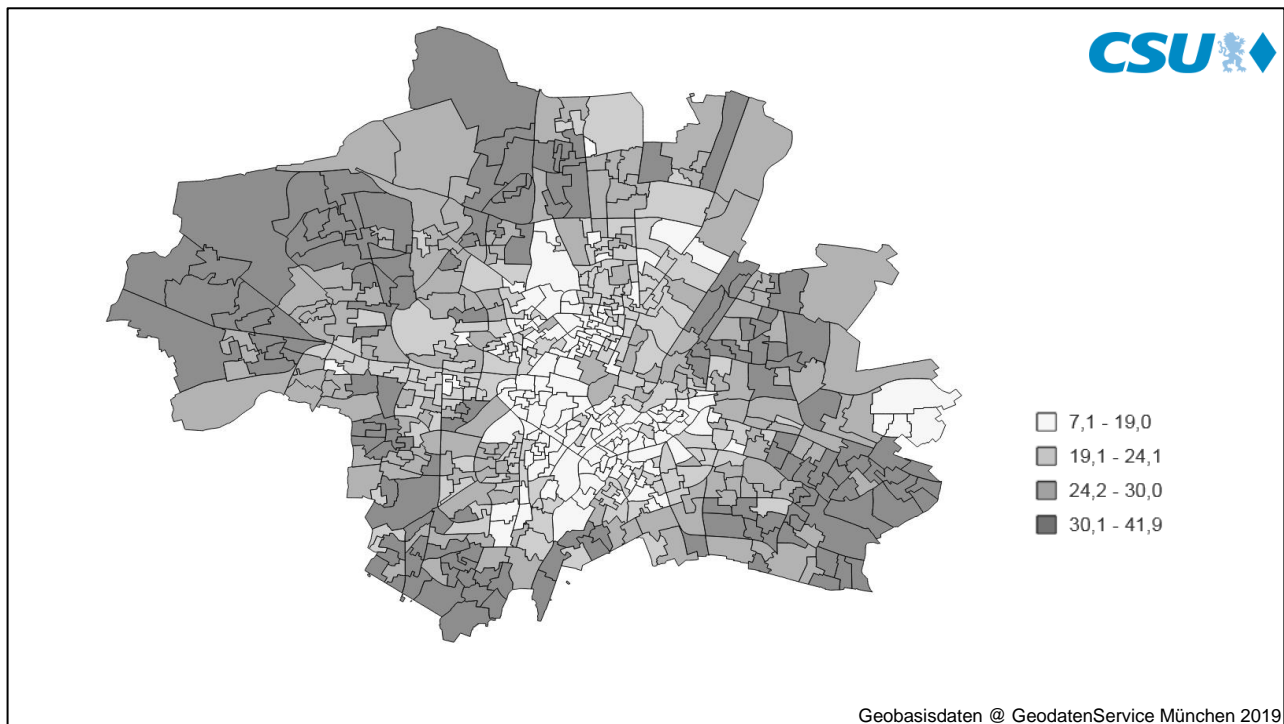 CSU
7,1 - 19,0
19,1 - 24,1
24,2 - 30,0
30,1 - 41,9
Geobasisdaten @ GeodatenService München 2019